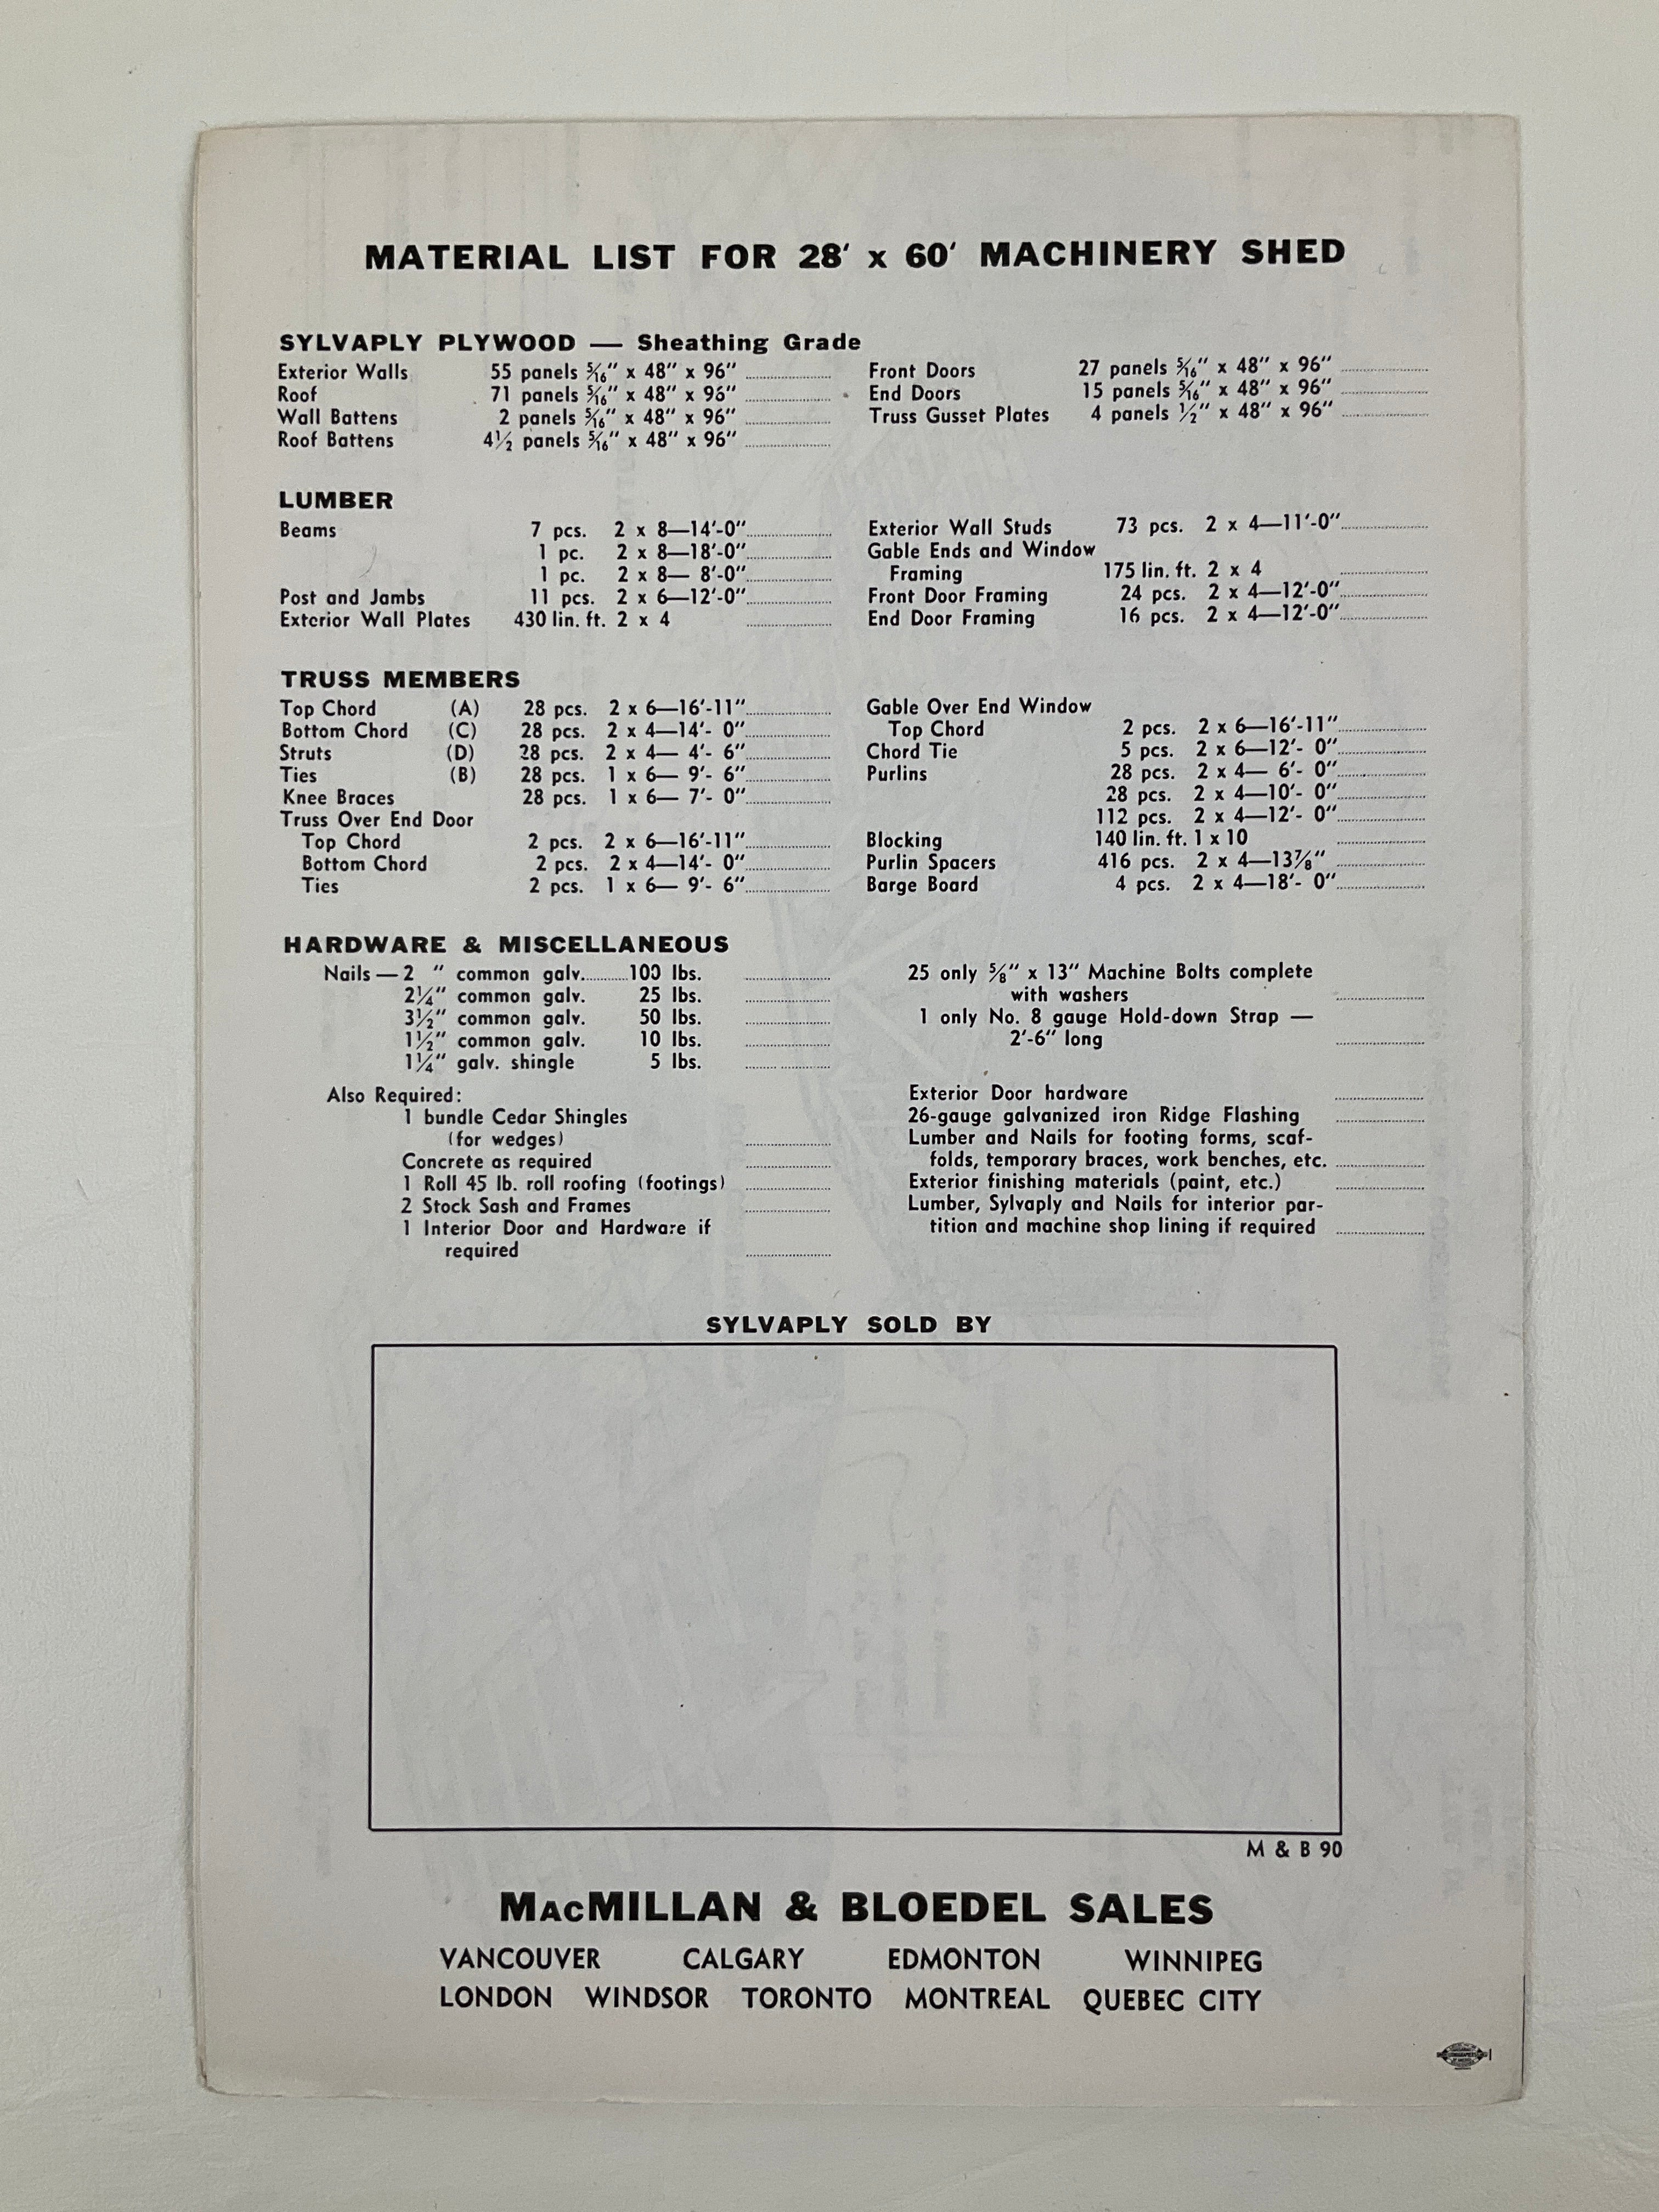 MATERIAL LIST FOR 28' x 60' MACHINERY SHED
SYLVAPLY PLYWOOD — Sheathing Grade
Exterior Walls 55 panels 5/16" x 48" x 96"
Roof 71 panels 5/16" x 48" x 96"
Wall Battens 2 panels 5/16" x 48" x 96"
Roof Battens 4½ panels 5/16" x 48" x 96"
Front Doors 27 panels 5/16" x 48" x 96"
End Doors 15 panels 5/16" x 48" x 96"
Truss Gusset Plates 4 panels ½" x 48" x 96"
LUMBER
Beams 7 pcs. 2 x 8—14'-0"
1 pc. 2 x 8—18'-0"
1 pc. 2 x 8— 8'-0"
Post and Jambs 11 pcs. 2 x 6—12'-0"
Exterior Wall Plates 430 lin. ft. 2 x 4
Exterior Wall Studs 73 pcs. 2 x 4—11'-0"
Gable Ends and Window
Framing 175 lin. ft. 2 x 4
Front Door Framing 24 pcs. 2 x 4—12'-0"
End Door Framing 16 pcs. 2 x 4—12'-0"
TRUSS MEMBERS
Top Chord (A) 28 pcs. 2 x 6—16'-11"
Bottom Chord (C) 28 pcs. 2 x 4—14'- 0"
Struts (D) 28 pcs. 2 x 4— 4'- 6"
Ties (B) 28 pcs. 1 x 6— 9'- 6"
Knee Braces 28 pcs. 1 x 6— 7'- 0"
Truss Over End Door
Top Chord 2 pcs. 2 x 6—16'-11"
Bottom Chord 2 pcs. 2 x 4—14'- 0"
Ties 2 pcs. 1 x 6— 9'- 6"
Gable Over End Window
Top Chord 2 pcs. 2 x 6—16'-11"
Chord Tie 5 pcs. 2 x 6—12'- 0"
Purlins 28 pcs. 2 x 4— 6'- 0"
28 pcs. 2 x 4—10'- 0"
112 pcs. 2 x 4—12'- 0"
Blocking 140 lin. ft. 1 x 10
Purlin Spacers 416 pcs. 2 x 4—13⅞"
Barge Board 4 pcs. 2 x 4—18'- 0"
HARDWARE & MISCELLANEOUS
Nails — 2 " common galv. 100 lbs.
2¼" common galv. 25 lbs.
3½" common galv. 50 lbs.
1½" common galv. 10 lbs.
1¼" galv. shingle 5 lbs.
Also Required:
1 bundle Cedar Shingles
(for wedges)
Concrete as required
1 Roll 45 lb. roll roofing (footings)
2 Stock Sash and Frames
1 Interior Door and Hardware if
required
25 only ⅝" x 13" Machine Bolts complete
with washers
1 only No. 8 gauge Hold-down Strap —
2'-6" long
Exterior Door hardware
26-gauge galvanized iron Ridge Flashing
Lumber and Nails for footing forms, scaf-
folds, temporary braces, work benches, etc.
Exterior finishing materials (paint, etc.)
Lumber, Sylvaply and Nails for interior par-
tition and machine shop lining if required
SYLVAPLY SOLD BY
M & B 90
MacMILLAN & BLOEDEL SALES
VANCOUVER CALGARY EDMONTON WINNIPEG
LONDON WINDSOR TORONTO MONTREAL QUEBEC CITY